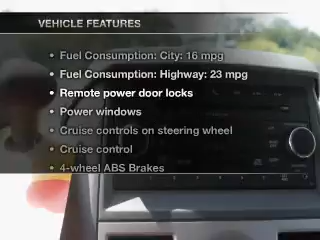 VEHICLE FEATURES
• Fuel Consumption: City: 16 mpg
• Fuel Consumption: Highway: 23 mpg
• Remote power door locks
• Power windows
• Cruise controls on steering wheel
• Cruise control
• 4-wheel ABS Brakes